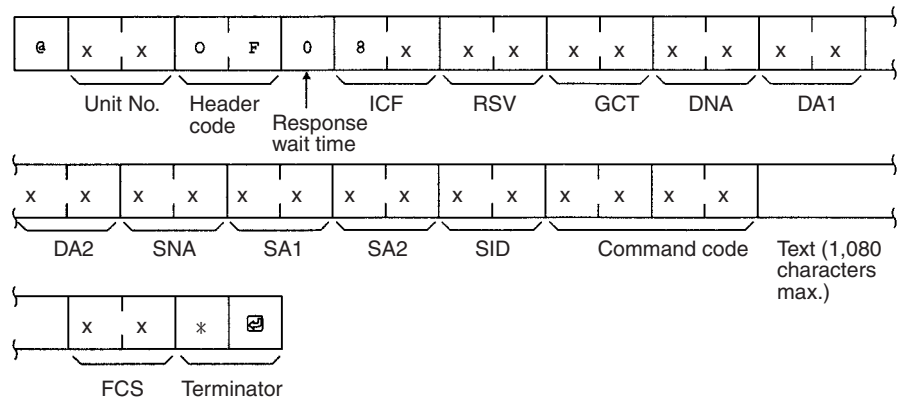 @ x x O F 0 8 x x x x x x x x x
Unit No. Header code Response wait time ICF RSV GCT DNA DA1
x x x x x x x x x x x x x x
DA2 SNA SA1 SA2 SID Command code Text (1,080 characters max.)
x x * ↵
FCS Terminator